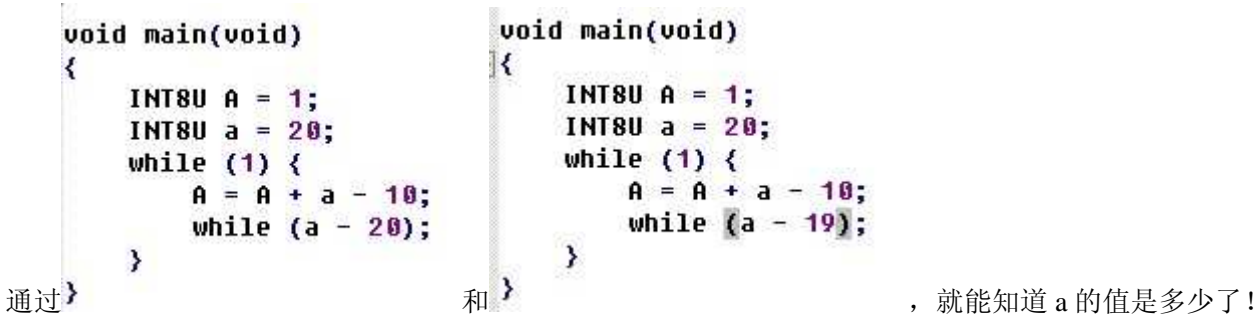 void main(void)
{
    INT8U A = 1;
    INT8U a = 20;
    while (1) {
        A = A + a - 10;
        while (a - 20);
    }
}
void main(void)
{
    INT8U A = 1;
    INT8U a = 20;
    while (1) {
        A = A + a - 10;
        while (a - 19);
    }
}
通过 和 ，就能知道 a 的值是多少了！